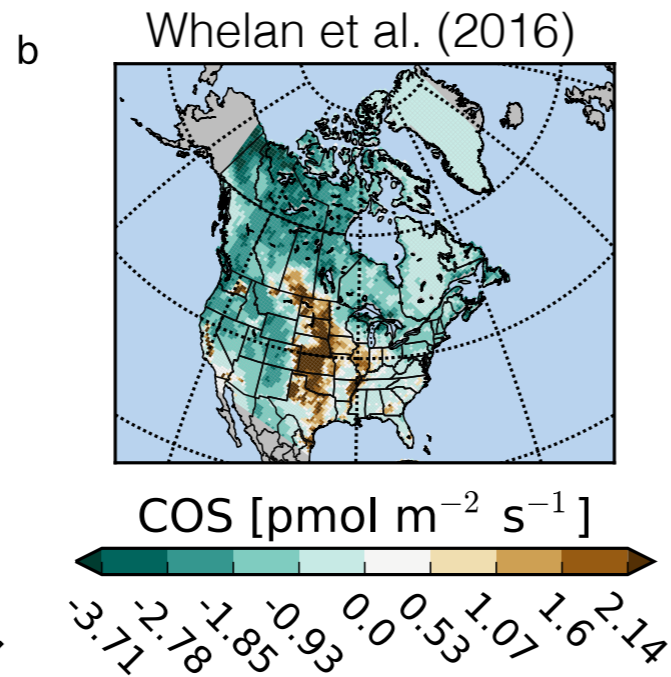 b
Whelan et al. (2016)
COS [pmol m⁻² s⁻¹]
-3.71 -2.78 -1.85 -0.93 0.0 0.53 1.07 1.6 2.14